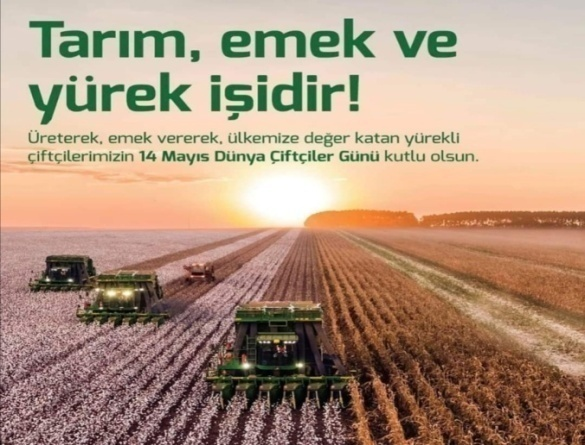 Tarım, emek ve
yürek işidir!
Üreterek, emek vererek, ülkemize değer katan yürekli
çiftçilerimizin 14 Mayıs Dünya Çiftçiler Günü kutlu olsun.